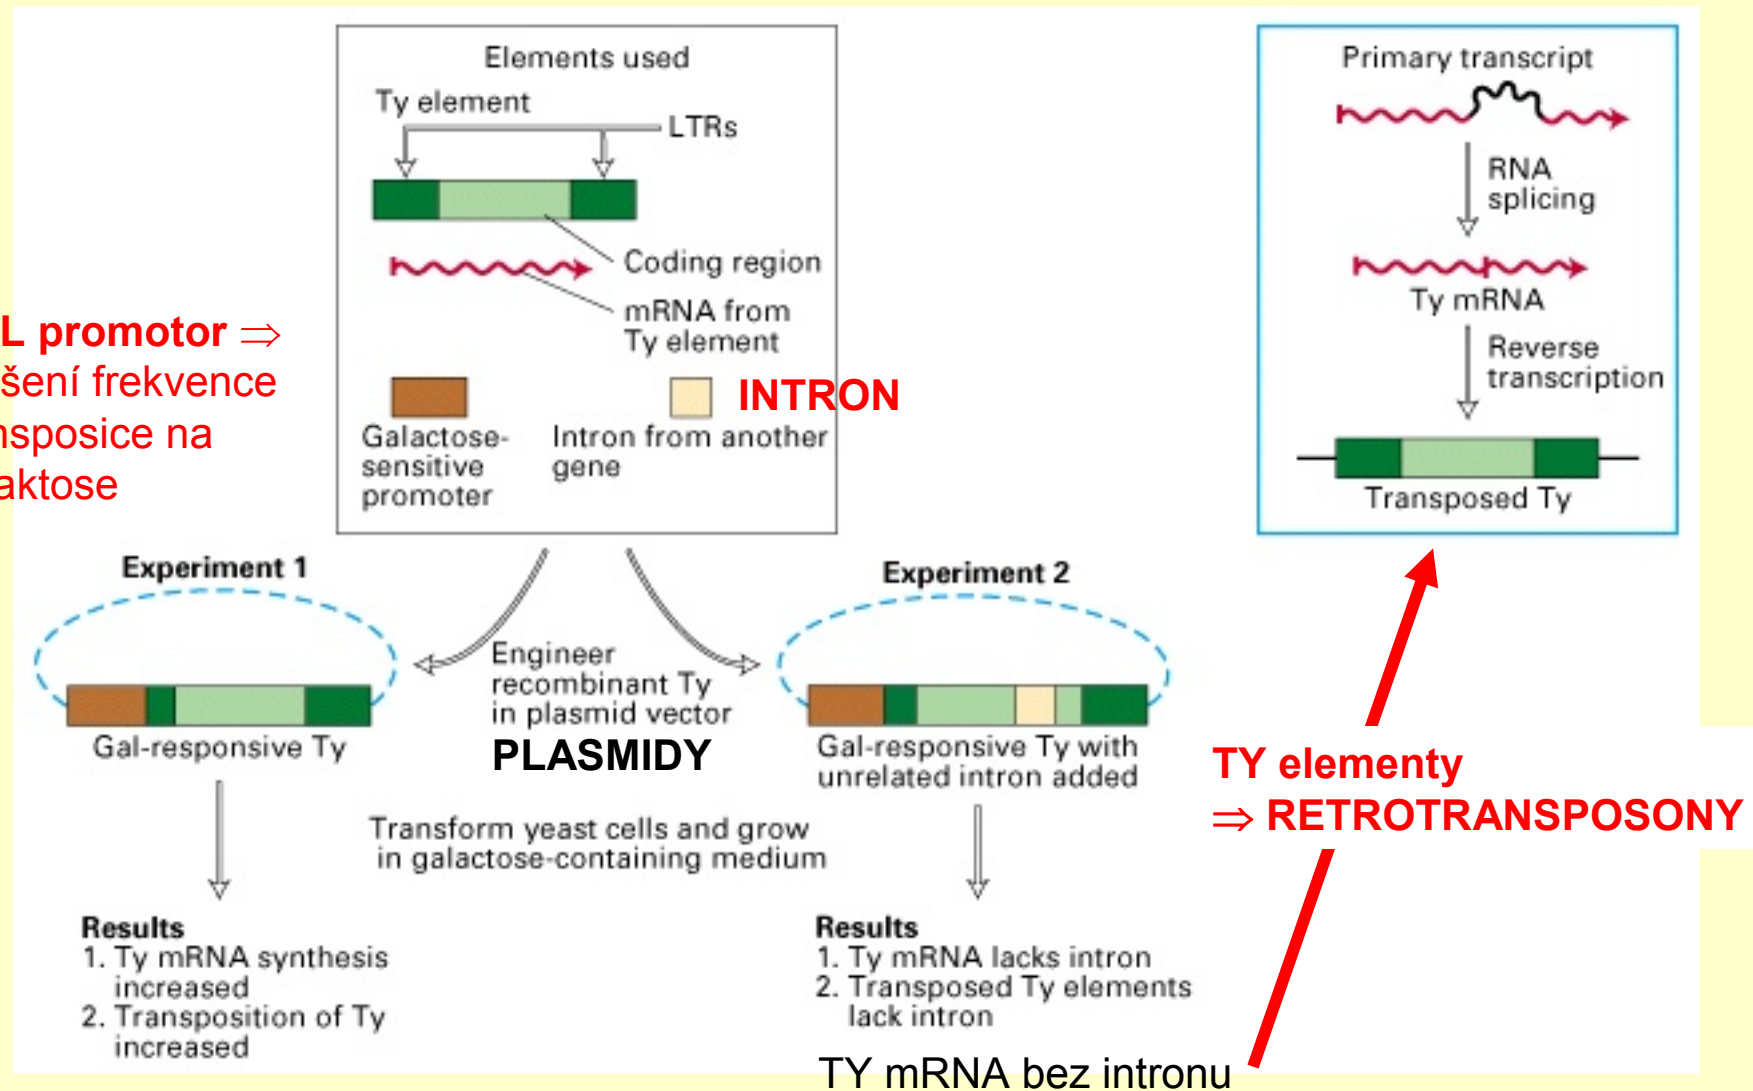 Elements used
Ty element
LTRs
Coding region
mRNA from
Ty element
INTRON
Galactose-
sensitive
promoter
Intron from another
gene
Primary transcript
RNA
splicing
Ty mRNA
Reverse
transcription
Transposed Ty
L promotor ⇒
šení frekvence
nsposice na
aktose
Experiment 1
Gal-responsive Ty
Engineer
recombinant Ty
in plasmid vector
PLASMIDY
Experiment 2
Gal-responsive Ty with
unrelated intron added
TY elementy
⇒ RETROTRANSPOSONY
Transform yeast cells and grow
in galactose-containing medium
Results
1. Ty mRNA synthesis
increased
2. Transposition of Ty
increased
Results
1. Ty mRNA lacks intron
2. Transposed Ty elements
lack intron
TY mRNA bez intronu